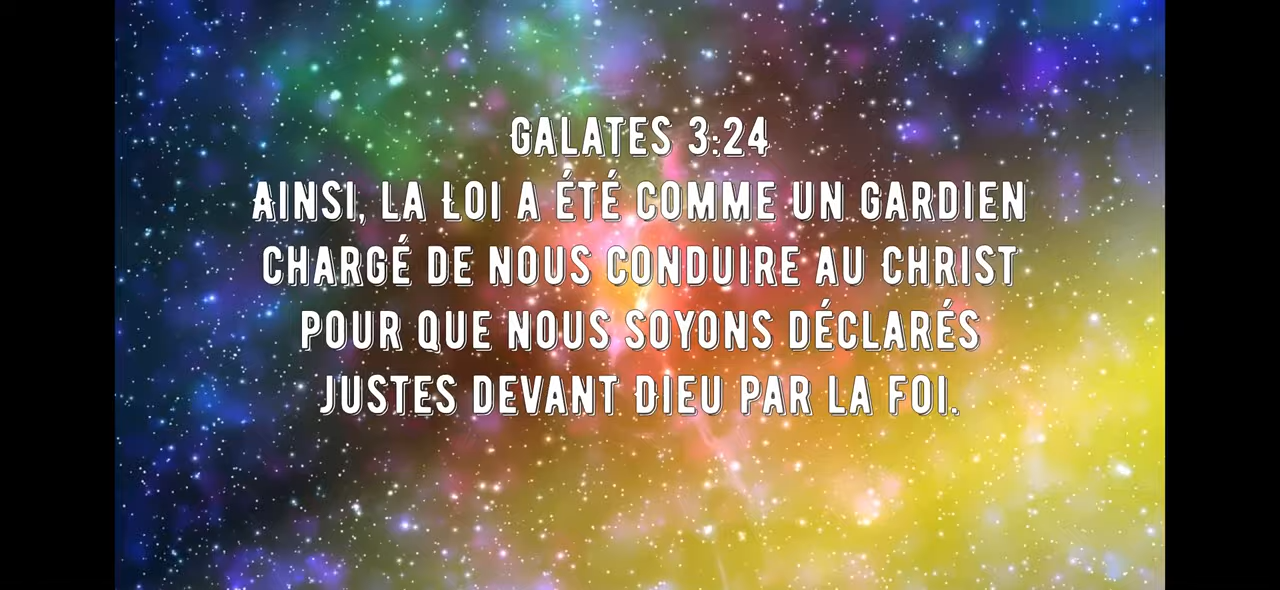 GALATES 3:24
AINSI, LA LOI A ÉTÉ COMME UN GARDIEN
CHARGÉ DE NOUS CONDUIRE AU CHRIST
POUR QUE NOUS SOYONS DÉCLARÉS
JUSTES DEVANT DIEU PAR LA FOI.